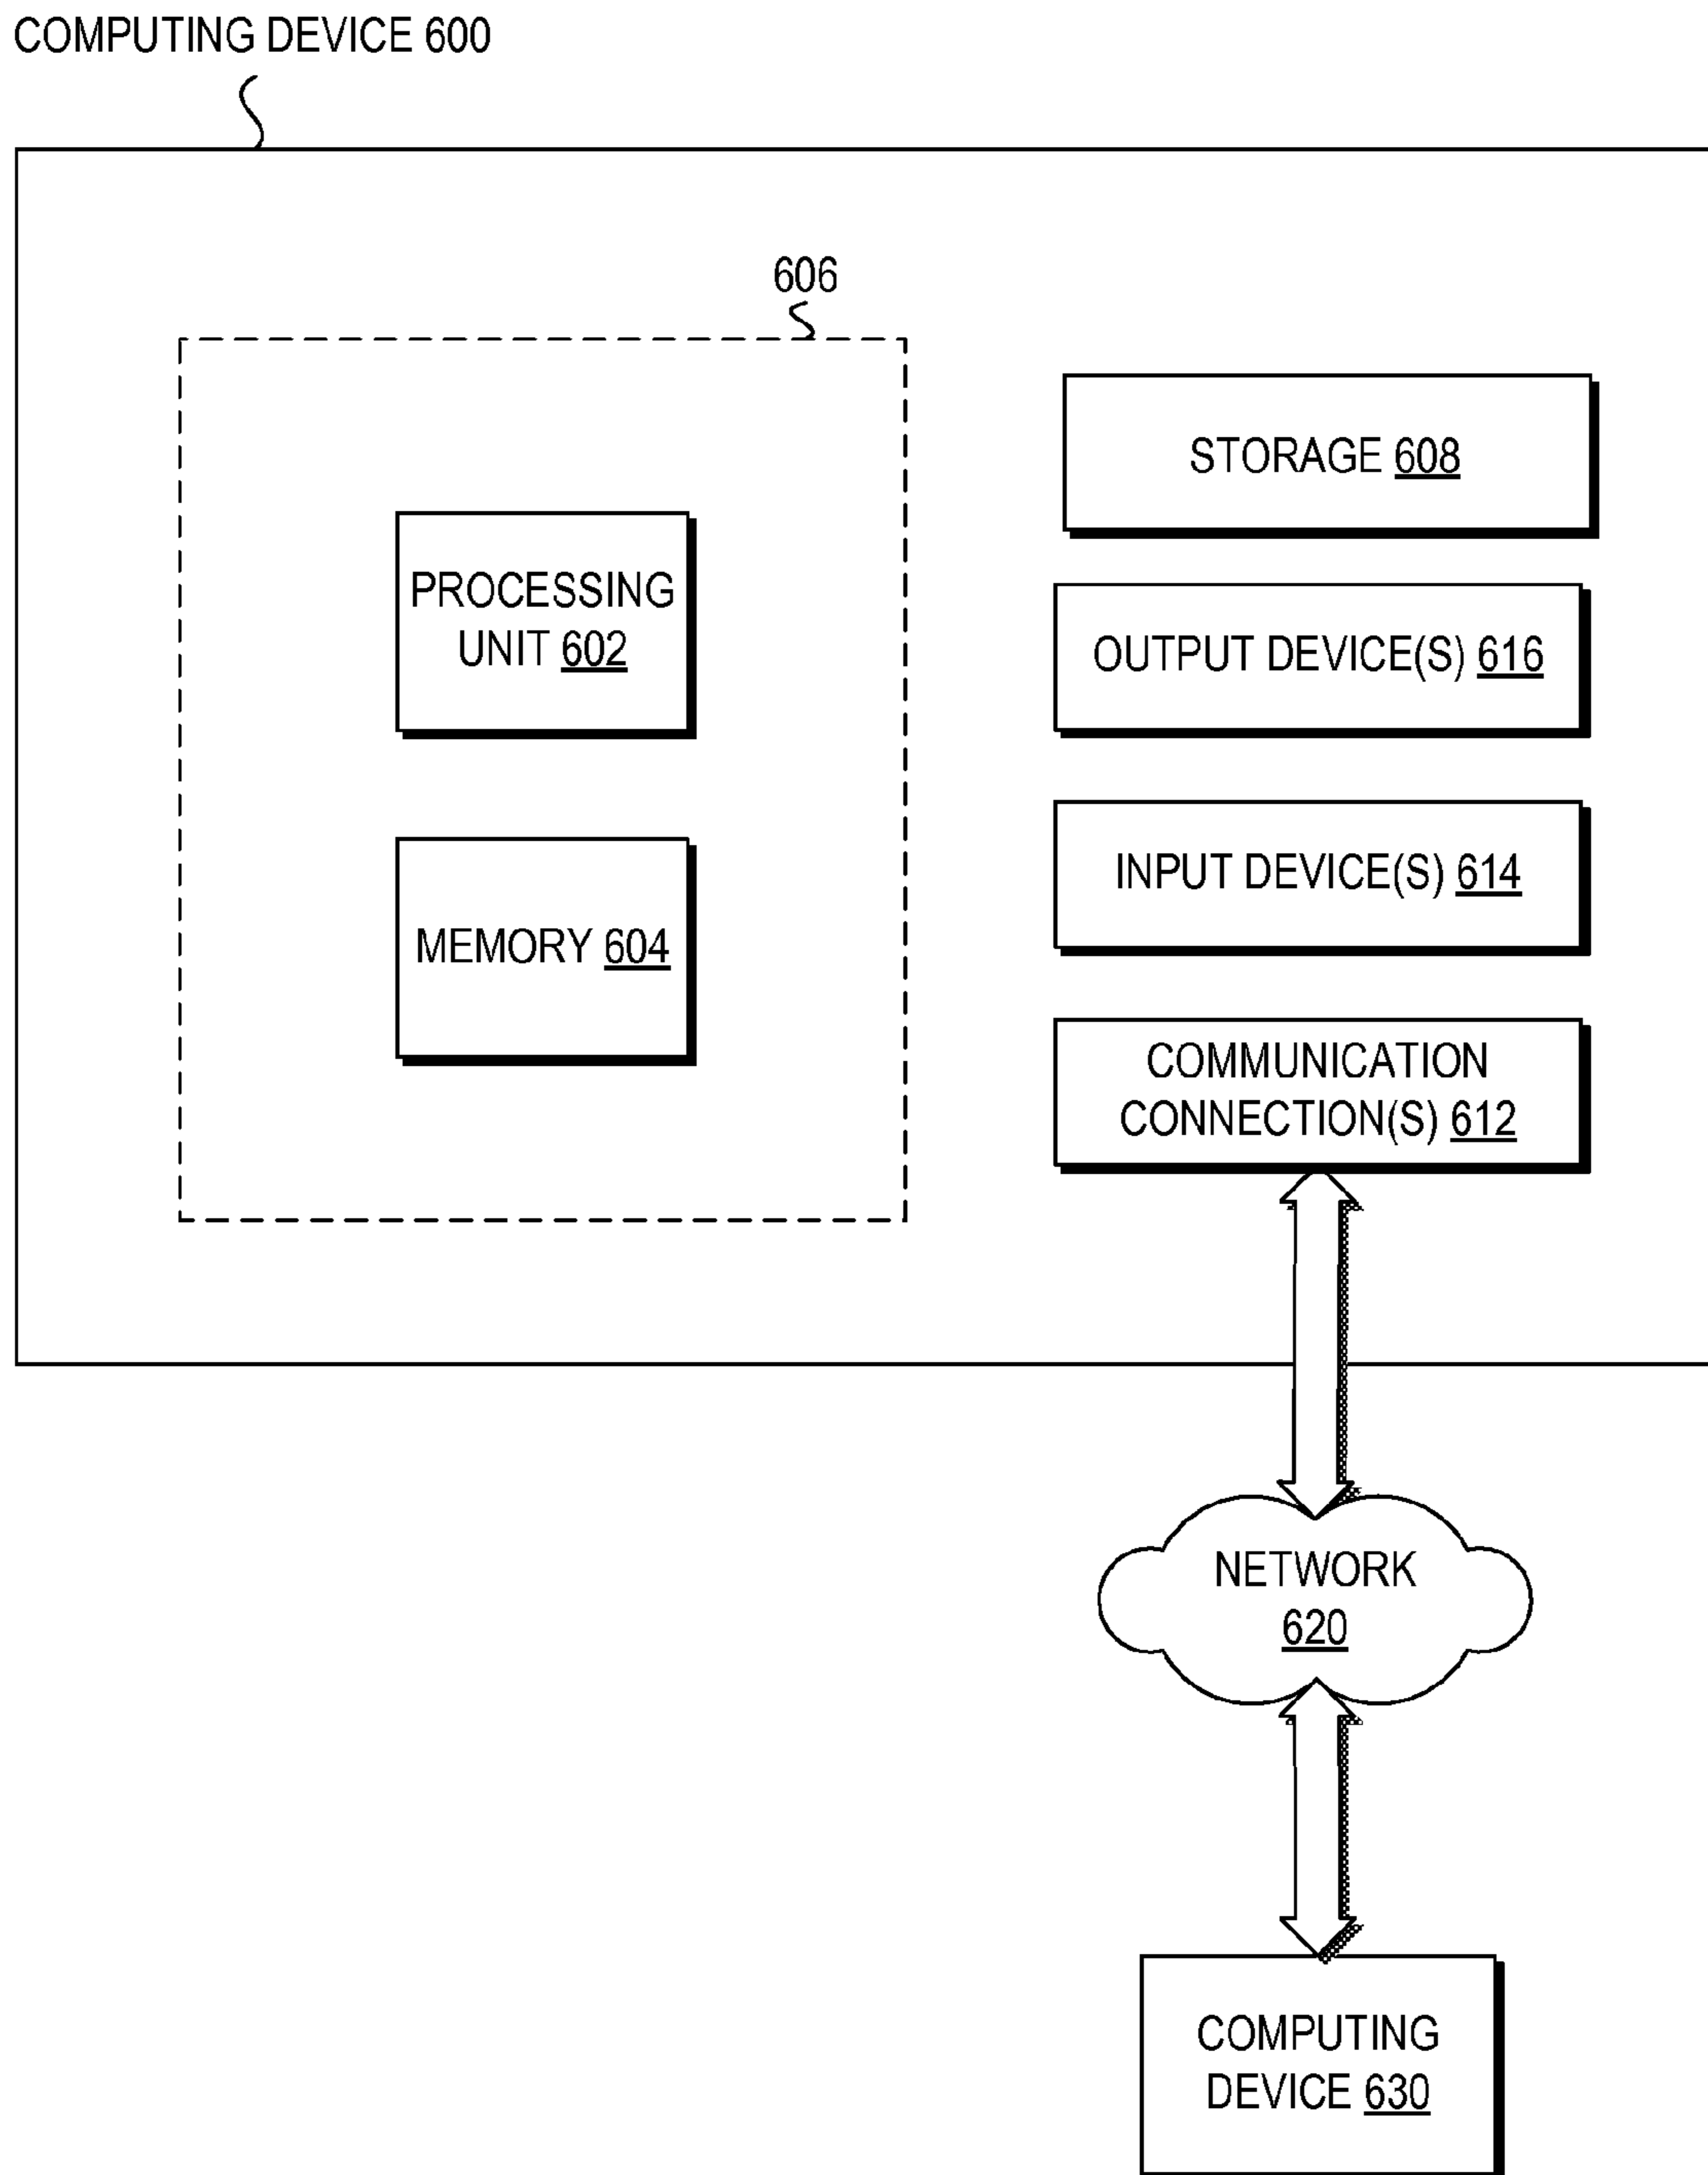 COMPUTING DEVICE 600
606
PROCESSING
UNIT 602
MEMORY 604
STORAGE 608
OUTPUT DEVICE(S) 616
INPUT DEVICE(S) 614
COMMUNICATION
CONNECTION(S) 612
NETWORK
620
COMPUTING
DEVICE 630